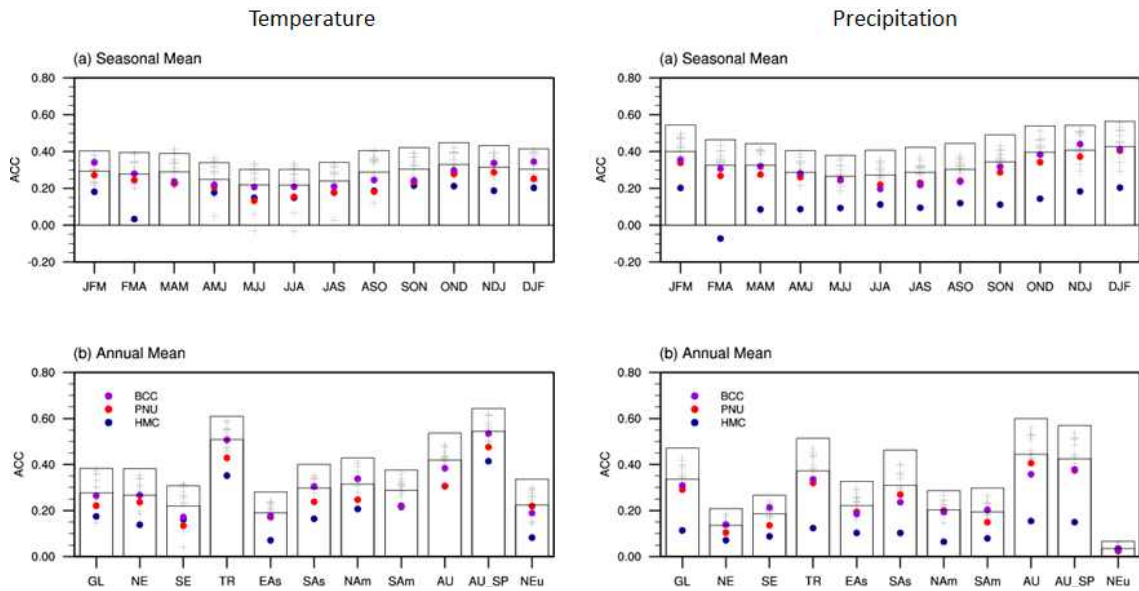 Temperature Precipitation
(a) Seasonal Mean (a) Seasonal Mean
0.80 0.80
0.60 0.60
0.40 0.40
ACC ACC
0.20 0.20
0.00 0.00
-0.20 -0.20
JFM FMA MAM AMJ MJJ JJA JAS ASO SON OND NDJ DJF JFM FMA MAM AMJ MJJ JJA JAS ASO SON OND NDJ DJF
(b) Annual Mean (b) Annual Mean
0.80 0.80
BCC BCC
PNU PNU
0.60 0.60
HMC HMC
0.40 0.40
ACC ACC
0.20 0.20
0.00 0.00
GL NE SE TR EAs SAs NAm SAm AU AU_SP NEu GL NE SE TR EAs SAs NAm SAm AU AU_SP NEu